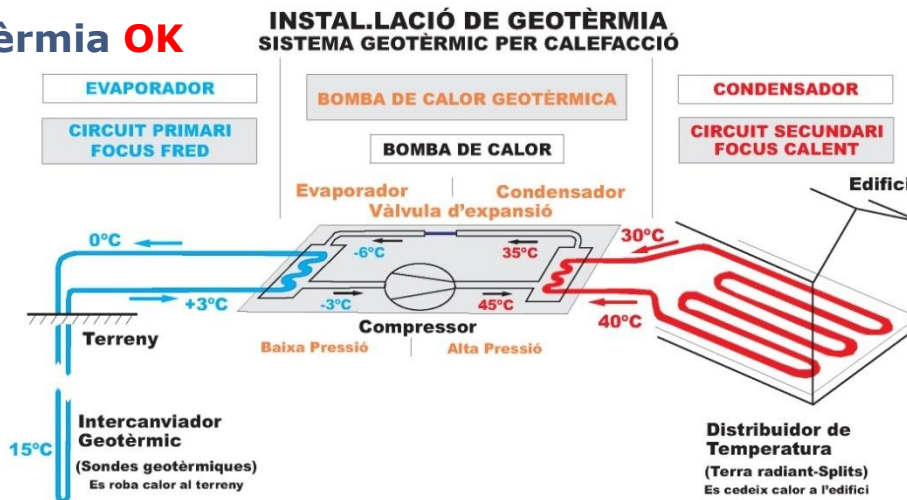 èrmia OK
INSTAL.LACIÓ DE GEOTÈRMIA
SISTEMA GEOTÈRMIC PER CALEFACCIÓ
EVAPORADOR
CIRCUIT PRIMARI
FOCUS FRED
BOMBA DE CALOR GEOTÈRMICA
BOMBA DE CALOR
CONDENSADOR
CIRCUIT SECUNDARI
FOCUS CALENT
Evaporador
Condensador
Vàlvula d'expansió
Edifici
0ºC
-6ºC
35ºC
30ºC
+3ºC
-3ºC
45ºC
40ºC
Compressor
Terreny
Baixa Pressió
Alta Pressió
15ºC
Intercanviador
Geotèrmic
(Sondes geotèrmiques)
Es roba calor al terreny
Distribuidor de
Temperatura
(Terra radiant-Splits)
Es cedeix calor a l'edifici